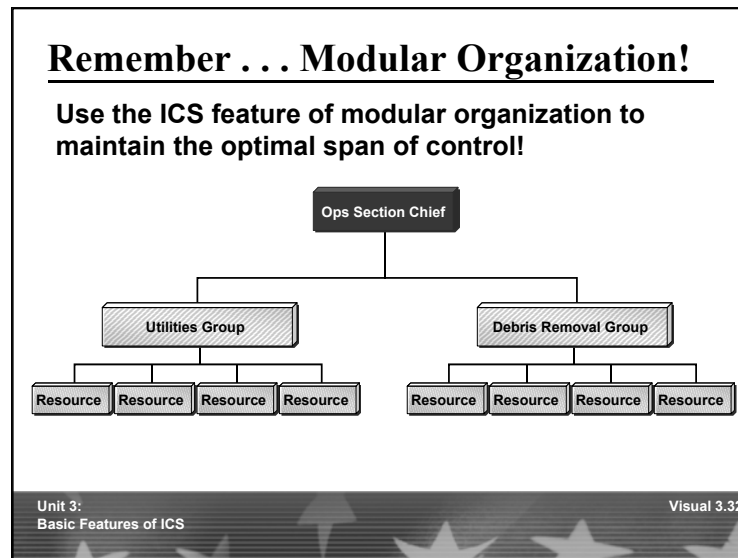 Remember . . . Modular Organization!
Use the ICS feature of modular organization to
maintain the optimal span of control!
Ops Section Chief
Utilities Group
Debris Removal Group
Resource Resource Resource Resource Resource Resource Resource Resource
Unit 3:
Basic Features of ICS
Visual 3.32